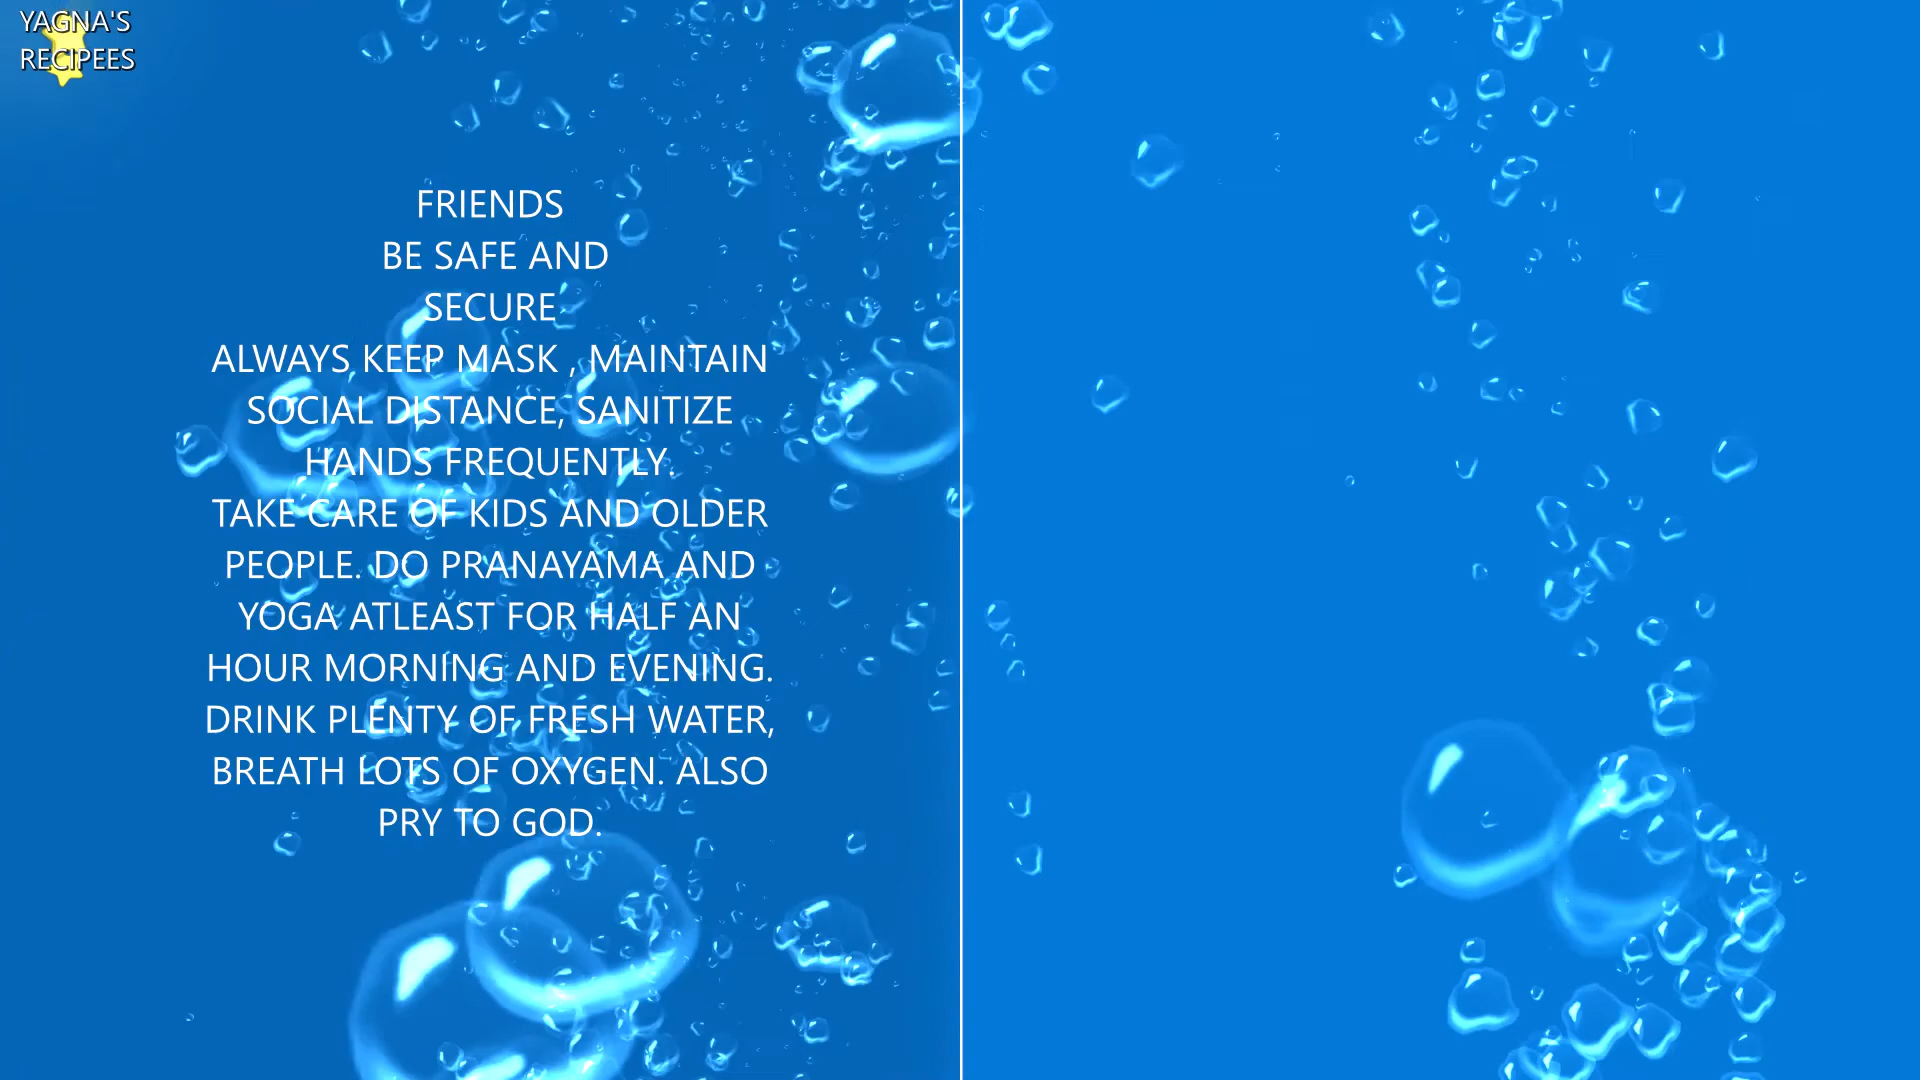 YAGNA'S
RECIPEES
FRIENDS
BE SAFE AND
SECURE
ALWAYS KEEP MASK , MAINTAIN
SOCIAL DISTANCE, SANITIZE
HANDS FREQUENTLY.
TAKE CARE OF KIDS AND OLDER
PEOPLE. DO PRANAYAMA AND
YOGA ATLEAST FOR HALF AN
HOUR MORNING AND EVENING.
DRINK PLENTY OF FRESH WATER,
BREATH LOTS OF OXYGEN. ALSO
PRY TO GOD.